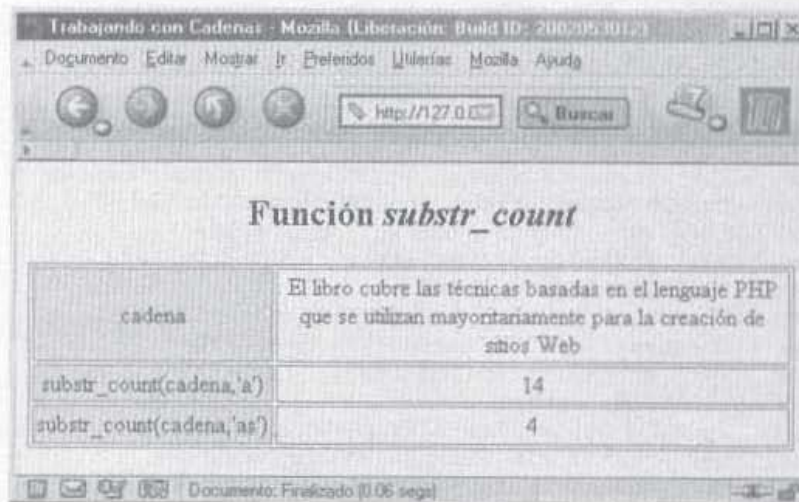 Trabajando con Cadenas - Mozilla {Liberación: Build ID: 2002053012}
Documento Editar Mostrar Ir Preferidos Utilerías Mozilla Ayuda
http://127.0.0 Buscar
Función substr_count
cadena
El libro cubre las técnicas basadas en el lenguaje PHP
que se utilizan mayoritariamente para la creación de
sitios Web
substr_count(cadena,'a') 14
substr_count(cadena,'as') 4
Documento: Finalizado (0.06 segs)